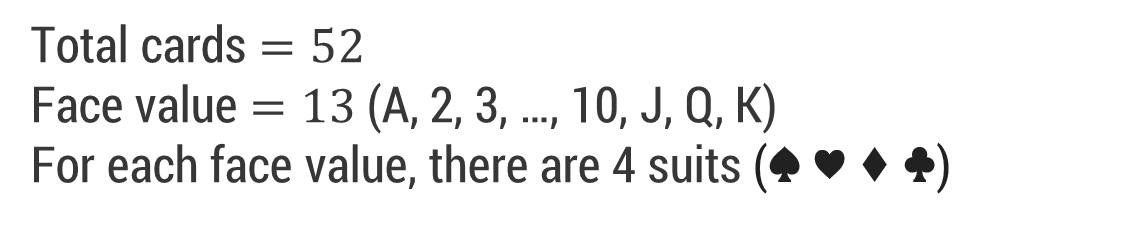 Total cards = 52
Face value = 13 (A, 2, 3, ..., 10, J, Q, K)
For each face value, there are 4 suits (♠ ♥ ♦ ♣)